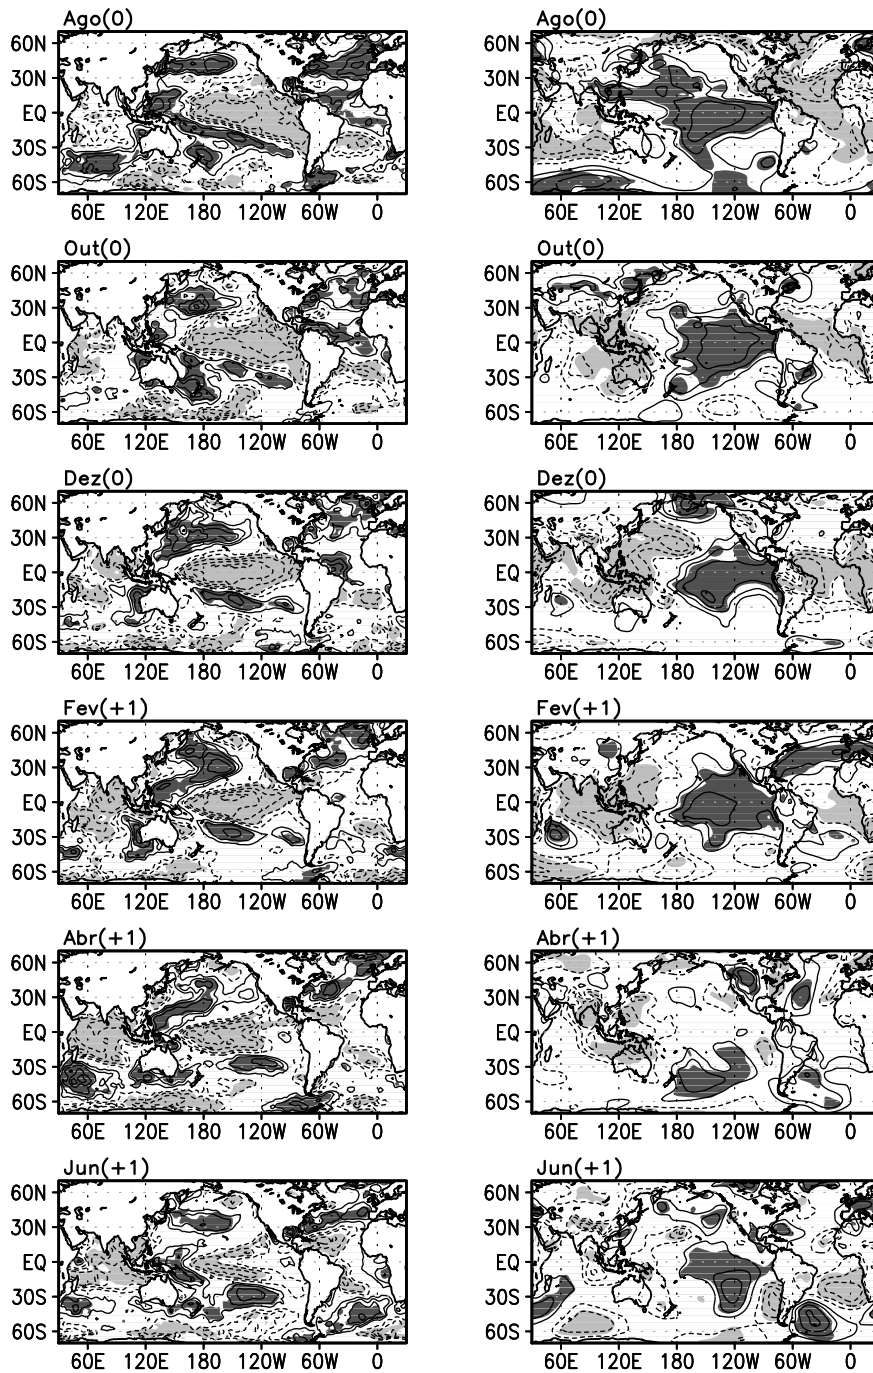 Ago(0) Ago(0)
60N 60N
30N 30N
EQ EQ
30S 30S
60S 60S
60E 120E 180 120W 60W 0 60E 120E 180 120W 60W 0
Out(0) Out(0)
60N 60N
30N 30N
EQ EQ
30S 30S
60S 60S
60E 120E 180 120W 60W 0 60E 120E 180 120W 60W 0
Dez(0) Dez(0)
60N 60N
30N 30N
EQ EQ
30S 30S
60S 60S
60E 120E 180 120W 60W 0 60E 120E 180 120W 60W 0
Fev(+1) Fev(+1)
60N 60N
30N 30N
EQ EQ
30S 30S
60S 60S
60E 120E 180 120W 60W 0 60E 120E 180 120W 60W 0
Abr(+1) Abr(+1)
60N 60N
30N 30N
EQ EQ
30S 30S
60S 60S
60E 120E 180 120W 60W 0 60E 120E 180 120W 60W 0
Jun(+1) Jun(+1)
60N 60N
30N 30N
EQ EQ
30S 30S
60S 60S
60E 120E 180 120W 60W 0 60E 120E 180 120W 60W 0